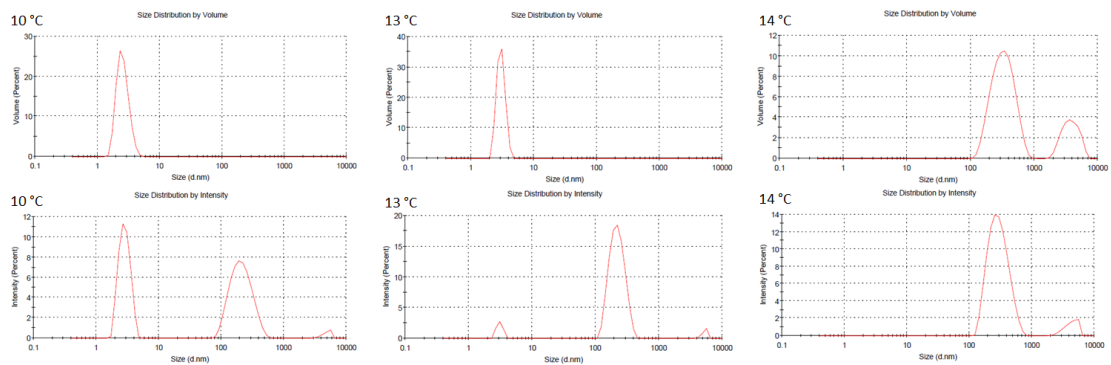 10 °C
Size Distribution by Volume
Volume (Percent)
30
20
10
0
0.1 1 10 100 1000 10000
Size (d.nm)
13 °C
Size Distribution by Volume
Volume (Percent)
40
30
20
10
0
0.1 1 10 100 1000 10000
Size (d.nm)
14 °C
Size Distribution by Volume
Volume (Percent)
12
10
8
6
4
2
0
0.1 1 10 100 1000 10000
Size (d.nm)
10 °C
Size Distribution by Intensity
Intensity (Percent)
12
10
8
6
4
2
0
0.1 1 10 100 1000 10000
Size (d.nm)
13 °C
Size Distribution by Intensity
Intensity (Percent)
20
15
10
5
0
0.1 1 10 100 1000 10000
Size (d.nm)
14 °C
Size Distribution by Intensity
Intensity (Percent)
14
12
10
8
6
4
2
0
0.1 1 10 100 1000 10000
Size (d.nm)